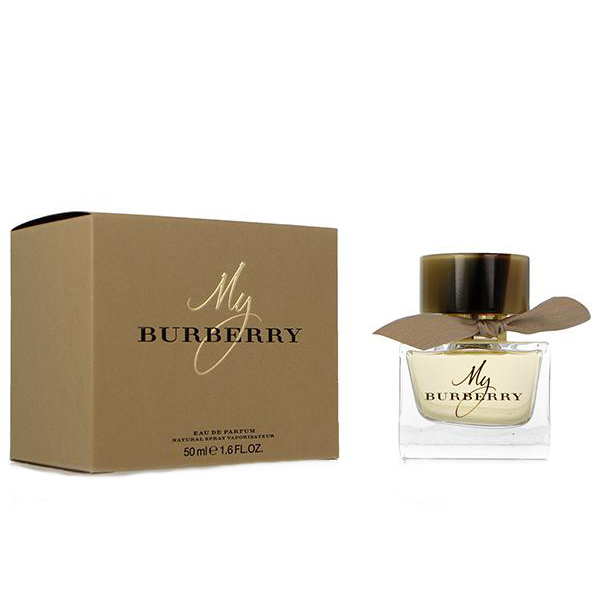 My
BURBERRY
EAU DE PARFUM
NATURAL SPRAY VAPORISATEUR
50 ml℮1.6 FL.OZ.
My
BURBERRY